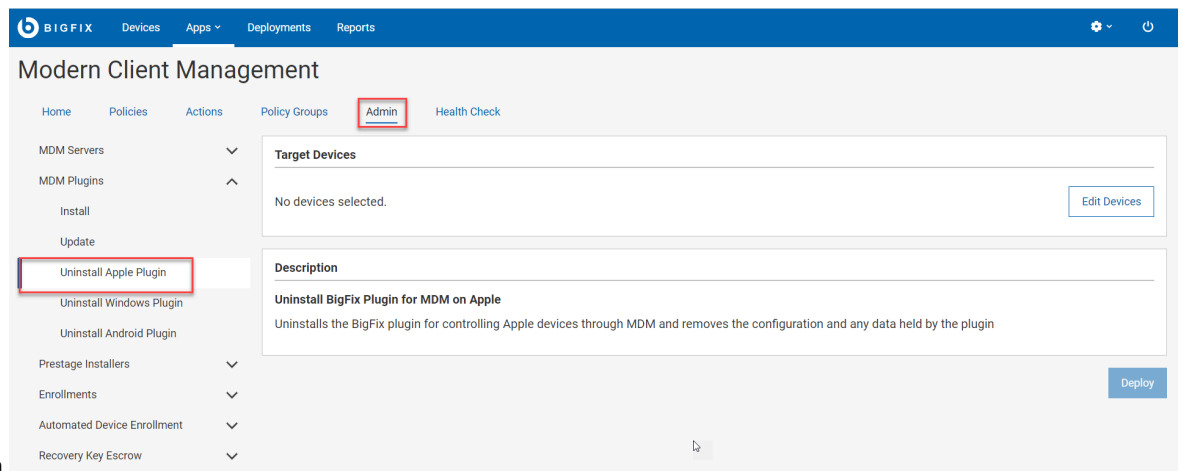 BIGFIX Devices Apps Deployments Reports
Modern Client Management
Home Policies Actions Policy Groups Admin Health Check
MDM Servers
MDM Plugins
Install
Update
Uninstall Apple Plugin
Uninstall Windows Plugin
Uninstall Android Plugin
Prestage Installers
Enrollments
Automated Device Enrollment
Recovery Key Escrow
Target Devices
No devices selected. Edit Devices
Description
Uninstall BigFix Plugin for MDM on Apple
Uninstalls the BigFix plugin for controlling Apple devices through MDM and removes the configuration and any data held by the plugin
Deploy